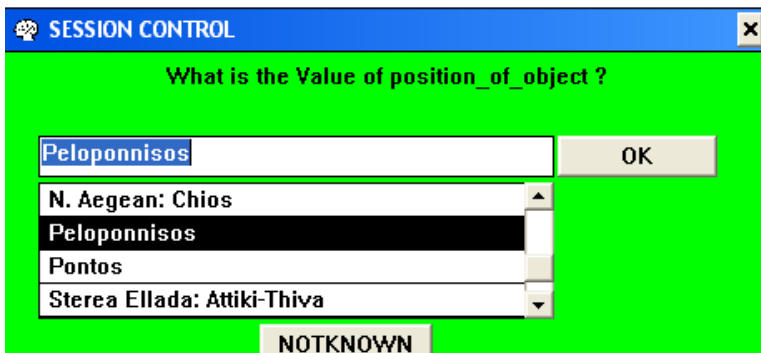 SESSION CONTROL
What is the Value of position_of_object ?
Peloponnisos
OK
N. Aegean: Chios
Peloponnisos
Pontos
Sterea Ellada: Attiki-Thiva
NOTKNOWN